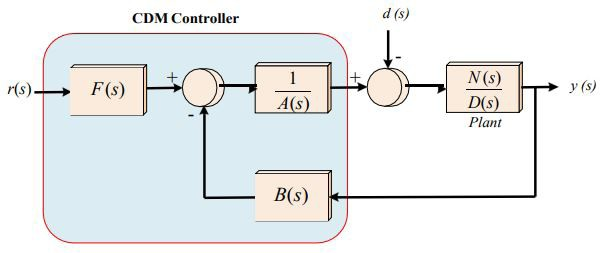 CDM Controller
d (s)
r(s)
F(s)
+
-
1
A(s)
+
-
N(s)
D(s)
Plant
y (s)
B(s)